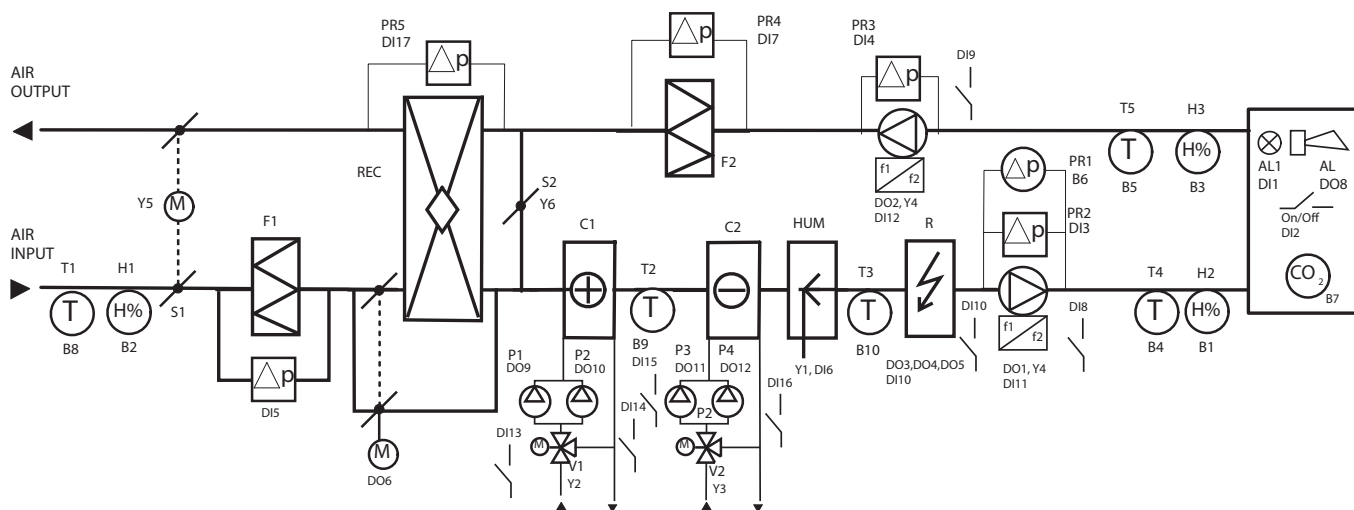 PR5
DI17
p
PR4
DI7
p
PR3
DI4
p
DI9
AIR
OUTPUT
T5
H3
T
B5
H%
B3
F2
f1
f2
DO2, Y4
DI12
PR1
B6
p
PR2
DI3
p
AL1
DI1
AL
DO8
On/Off
DI2
CO2
B7
REC
S2
Y6
Y5
M
F1
AIR
INPUT
T1
H1
T
B8
H%
B2
S1
p
DI5
M
DO6
C1
T2
T
B9
C2
HUM
Y1, DI6
T3
T
B10
R
DO3,DO4,DO5
DI10
DI10
f1
f2
DO1, Y4
DI11
DI8
T4
H2
T
B4
H%
B1
P1
DO9
P2
DO10
DI15
P3
DO11
P4
DO12
DI16
DI13
DI14
M
V1
Y2
P2
M
V2
Y3